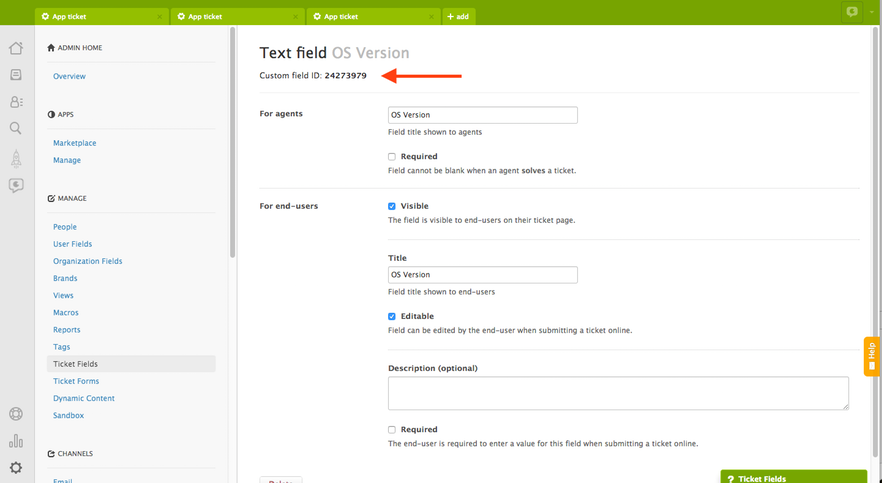 App ticket
App ticket
App ticket
+ add
ADMIN HOME
Overview
APPS
Marketplace
Manage
MANAGE
People
User Fields
Organization Fields
Brands
Views
Macros
Reports
Tags
Ticket Fields
Ticket Forms
Dynamic Content
Sandbox
CHANNELS
Email
Text field OS Version
Custom field ID: 24273979
For agents
OS Version
Field title shown to agents
Required
Field cannot be blank when an agent solves a ticket.
For end-users
Visible
The field is visible to end-users on their ticket page.
Title
OS Version
Field title shown to end-users
Editable
Field can be edited by the end-user when submitting a ticket online.
Description (optional)
Required
The end-user is required to enter a value for this field when submitting a ticket online.
Delete
Help
? Ticket Fields